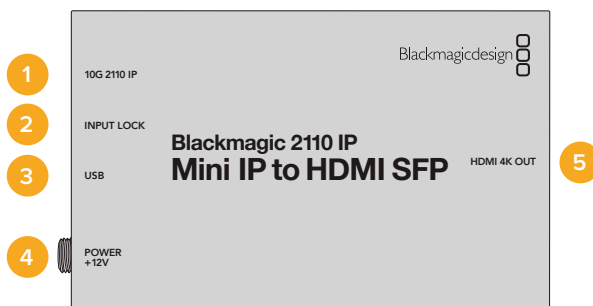 Blackmagicdesign
1
10G 2110 IP
2
INPUT LOCK
Blackmagic 2110 IP
Mini IP to HDMI SFP
3
USB
HDMI 4K OUT
5
4
POWER
+12V